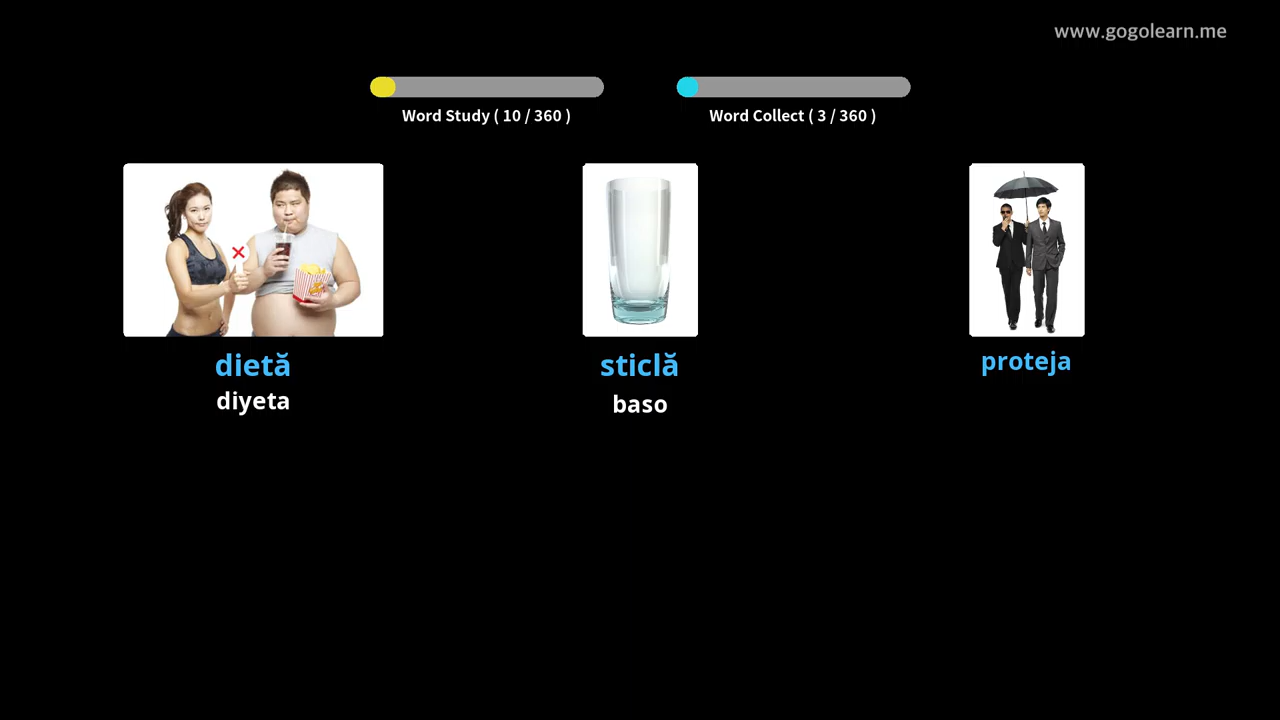 www.gogolearn.me
Word Study ( 10 / 360 )
Word Collect ( 3 / 360 )
dietă
sticlă
proteja
diyeta
baso